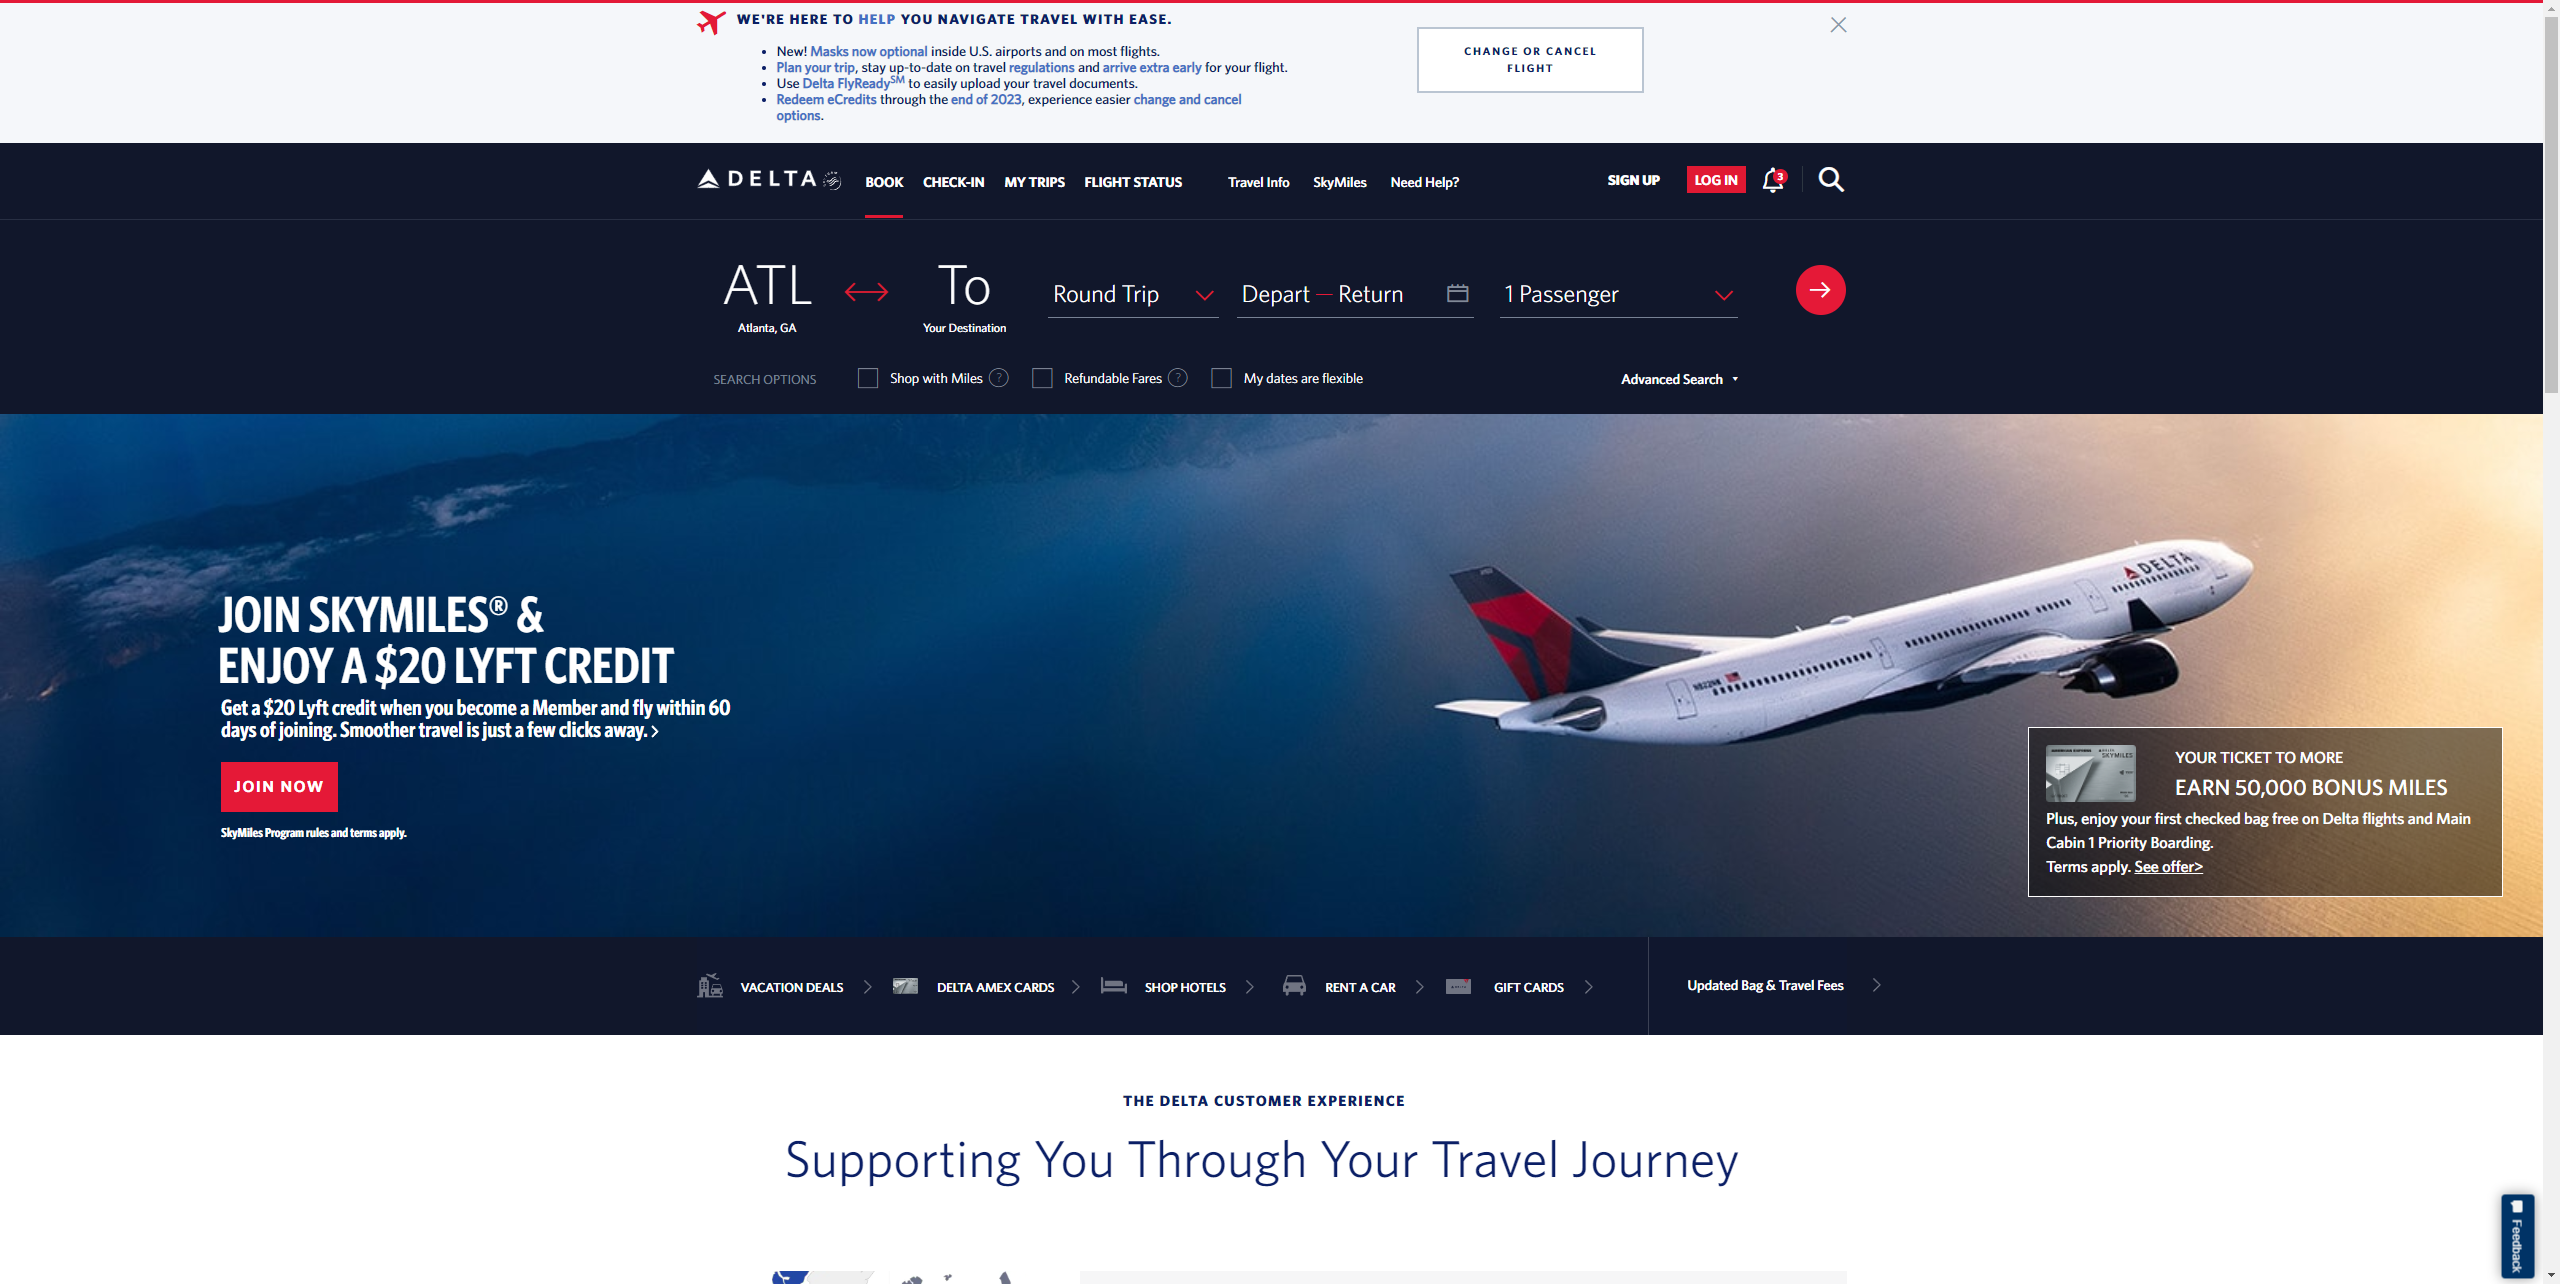 WE'RE HERE TO HELP YOU NAVIGATE TRAVEL WITH EASE.
New! Masks now optional inside U.S. airports and on most flights.
Plan your trip, stay up-to-date on travel regulations and arrive extra early for your flight.
Use Delta FlyReady℠ to easily upload your travel documents.
Redeem eCredits through the end of 2023, experience easier change and cancel
options.
CHANGE OR CANCEL
FLIGHT
DELTA
BOOK CHECK-IN MY TRIPS FLIGHT STATUS Travel Info SkyMiles Need Help? SIGN UP LOG IN 3
ATL To Round Trip Depart — Return 1 Passenger
Atlanta, GA Your Destination
SEARCH OPTIONS Shop with Miles ? Refundable Fares ? My dates are flexible Advanced Search
DELTA
JOIN SKYMILES® &
ENJOY A $20 LYFT CREDIT
Get a $20 Lyft credit when you become a Member and fly within 60
days of joining. Smoother travel is just a few clicks away. >
JOIN NOW
SkyMiles Program rules and terms apply.
SKYMILES
YOUR TICKET TO MORE
EARN 50,000 BONUS MILES
Plus, enjoy your first checked bag free on Delta flights and Main
Cabin 1 Priority Boarding.
Terms apply. See offer>
VACATION DEALS DELTA AMEX CARDS SHOP HOTELS RENT A CAR GIFT CARDS Updated Bag & Travel Fees
THE DELTA CUSTOMER EXPERIENCE
Supporting You Through Your Travel Journey
Feedback